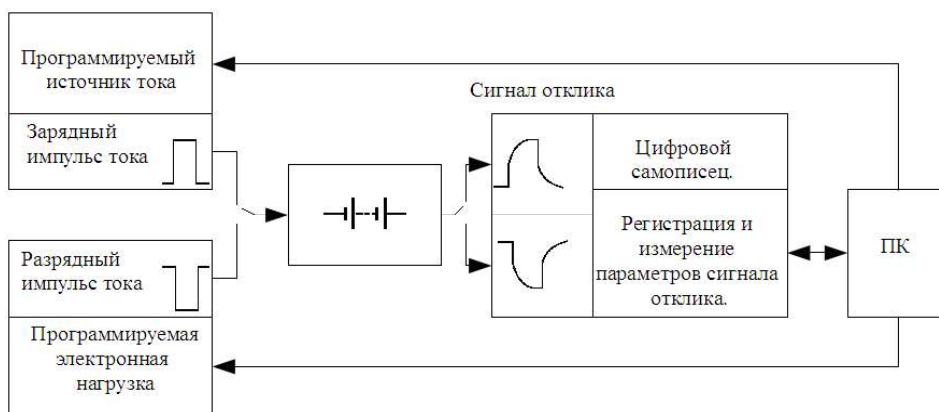 Программируемый
источник тока
Зарядный
импульс тока
Разрядный
импульс тока
Программируемая
электронная
нагрузка
Сигнал отклика
Цифровой
самописец.
Регистрация и
измерение
параметров сигнала
отклика.
ПК